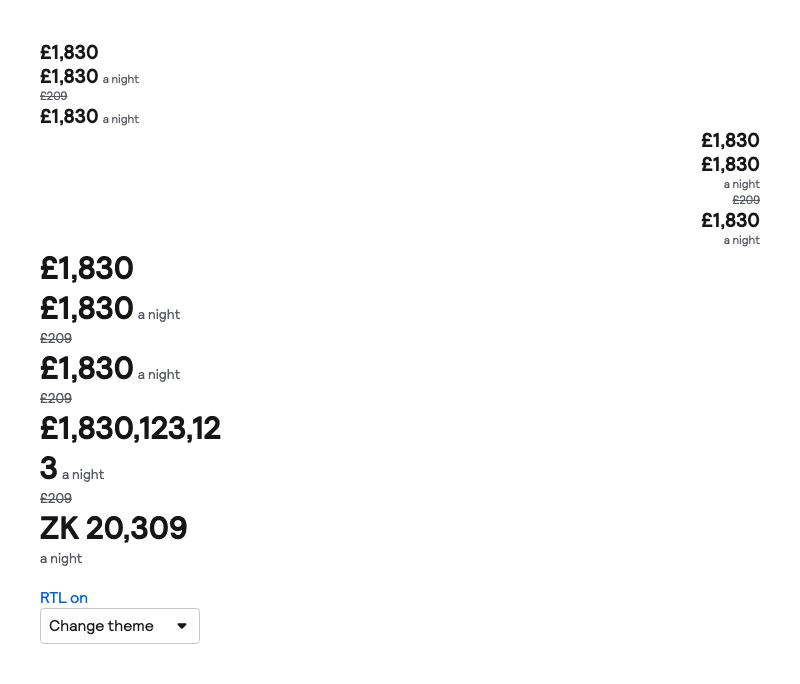 £1,830
£1,830 a night
£209
£1,830 a night
£1,830
£1,830
a night
£209
£1,830
a night
£1,830
£1,830 a night
£209
£1,830 a night
£209
£1,830,123,12
3 a night
£209
ZK 20,309
a night
RTL on
Change theme